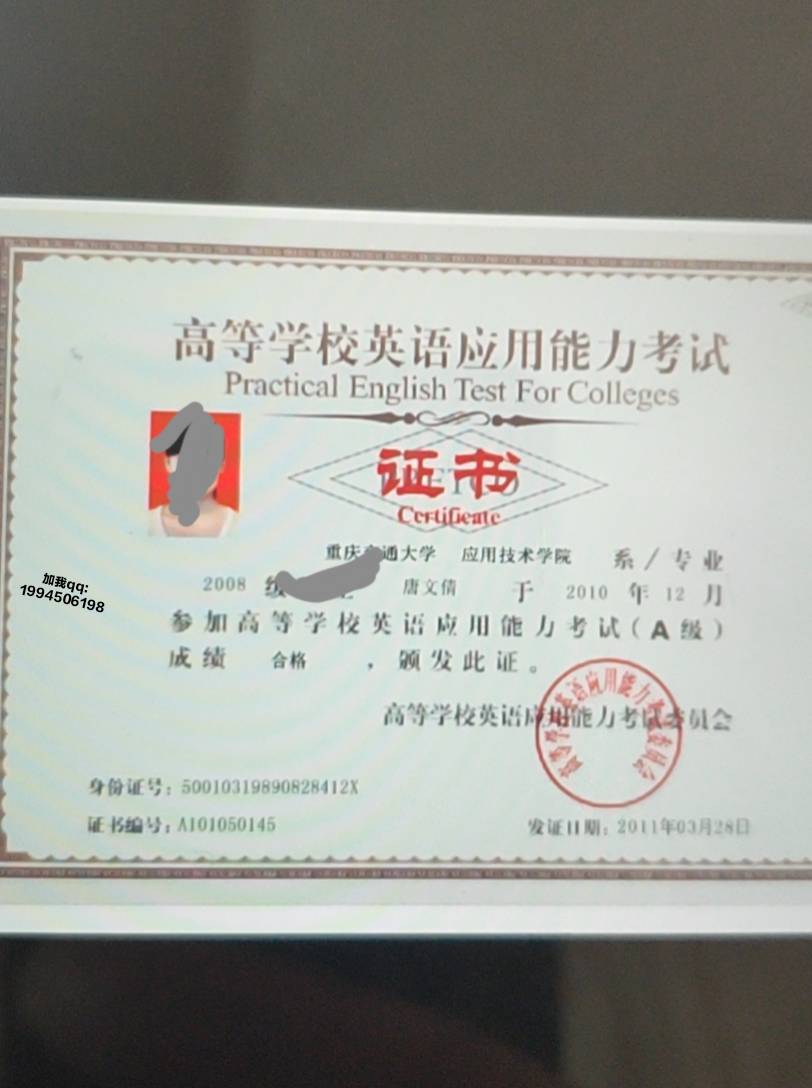 高等学校英语应用能力考试
Practical English Test For Colleges
证书
Certificate
重庆交通大学 应用技术学院 系/专业
加我qq:
1994506198
2008 级 唐文倩 于 2010 年 12 月
参加高等学校英语应用能力考试(A级)
成绩 合格 ,颁发此证。
高等学校英语应用能力考试委员会
身份证号:50010319890828412X
证书编号:A101050145
发证日期:2011年03月28日